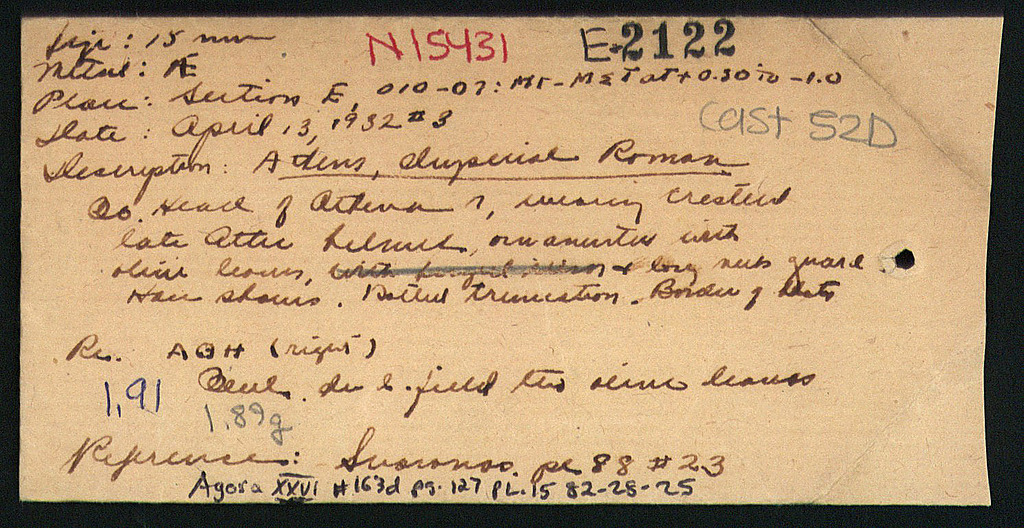 Size: 15 mm N15431 E-2122
Metal: Æ
Place: Section E, 010-07: ME T at +0.30 to -1.0
Date: April 13, 1932 #3 Cast 52D
Description: Athens, Imperial Roman
Ob. Head of Athena ?, wearing crested
late Attic helmet, ornamented with
olive leaves, + long neck guard
Hair shows. Dotted truncation. Border of dots
Re. ΑΘΗ (right)
Owl. In l. field two olive leaves
1,91
1.89g
Reference: Svoronos. pl 88 #23
Agora XXVI #163d pg. 127 PL. 15 82-28-25